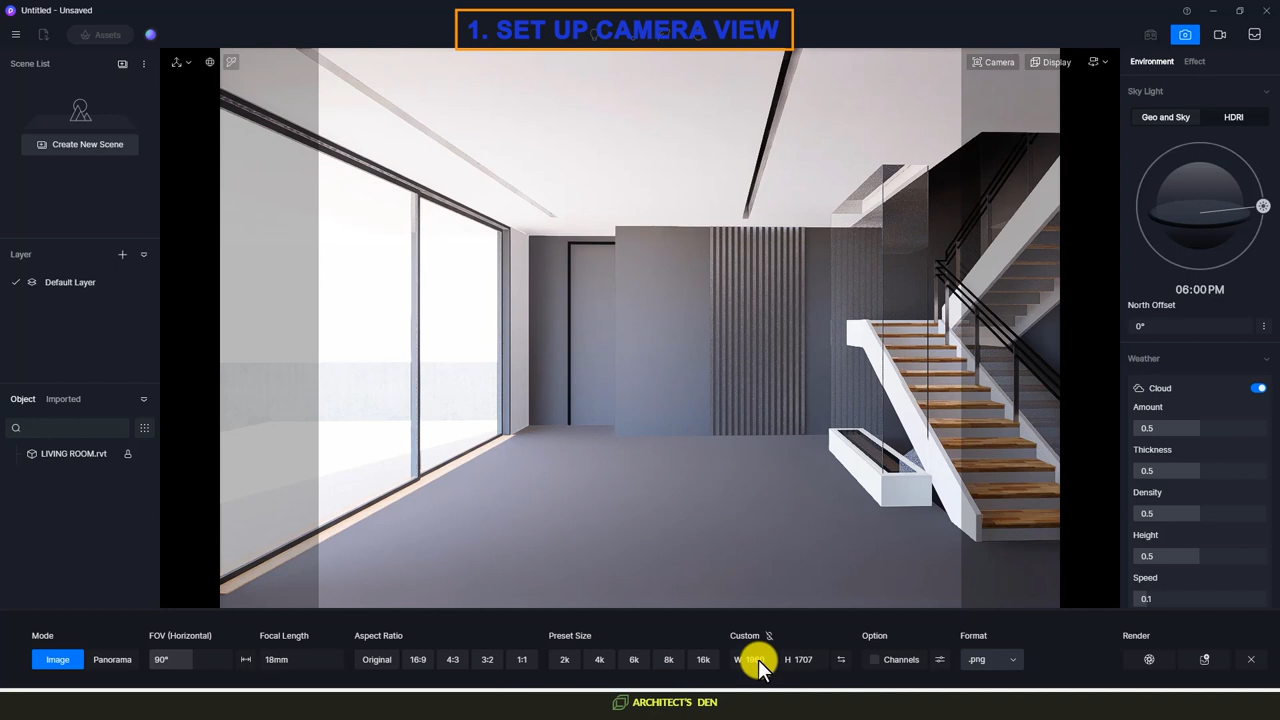 Untitled - Unsaved
1. SET UP CAMERA VIEW
Assets
Scene List
Camera
Display
Environment
Effect
Sky Light
Geo and Sky
HDRI
Create New Scene
Layer
Default Layer
06:00 PM
North Offset
0°
Weather
Object
Imported
Cloud
Amount
0.5
LIVING ROOM.rvt
Thickness
0.5
Density
0.5
Height
0.5
Speed
0.1
Mode
FOV (Horizontal)
Focal Length
Aspect Ratio
Preset Size
Custom
Option
Format
Render
Image
Panorama
90°
18mm
Original
16:9
4:3
3:2
1:1
2k
4k
6k
8k
16k
W
H 1707
Channels
.png
ARCHITECT'S DEN